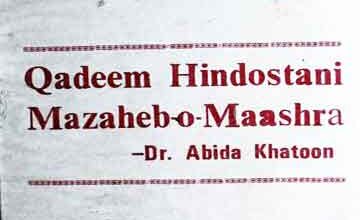 Qadeem Hindostani
Mazaheb-o-Maashra
-Dr. Abida Khatoon